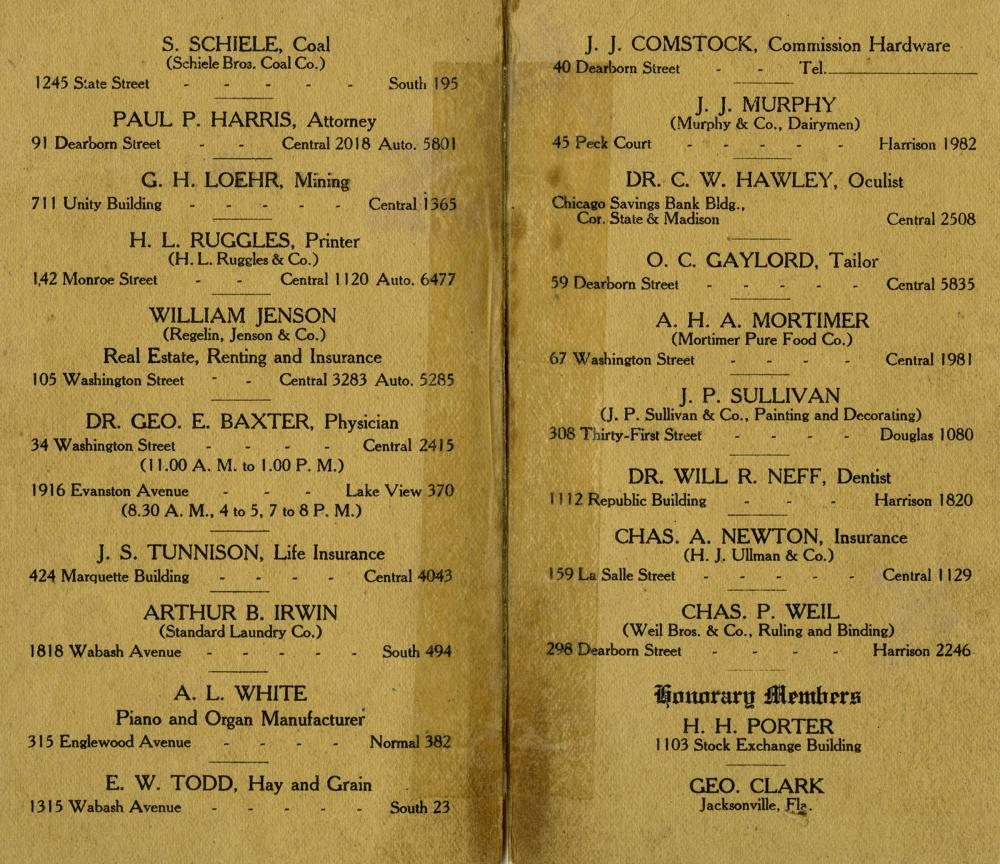 S. SCHIELE, Coal
(Schiele Bros. Coal Co.)
1245 State Street - - - - - South 195
PAUL P. HARRIS, Attorney
91 Dearborn Street - - Central 2018 Auto. 5801
G. H. LOEHR, Mining
711 Unity Building - - - - - Central 1365
H. L. RUGGLES, Printer
(H. L. Ruggles & Co.)
142 Monroe Street - - Central 1120 Auto. 6477
WILLIAM JENSON
(Regelin, Jenson & Co.)
Real Estate, Renting and Insurance
105 Washington Street - - Central 3283 Auto. 5285
DR. GEO. E. BAXTER, Physician
34 Washington Street - - - - Central 2415
(11.00 A. M. to 1.00 P. M.)
1916 Evanston Avenue - - - Lake View 370
(8.30 A. M., 4 to 5, 7 to 8 P. M.)
J. S. TUNNISON, Life Insurance
424 Marquette Building - - - - Central 4043
ARTHUR B. IRWIN
(Standard Laundry Co.)
1818 Wabash Avenue - - - - - South 494
A. L. WHITE
Piano and Organ Manufacturer
315 Englewood Avenue - - - - Normal 382
E. W. TODD, Hay and Grain
1315 Wabash Avenue - - - - - South 23
J. J. COMSTOCK, Commission Hardware
40 Dearborn Street - - Tel.
J. J. MURPHY
(Murphy & Co., Dairymen)
45 Peck Court - - - - - Harrison 1982
DR. C. W. HAWLEY, Oculist
Chicago Savings Bank Bldg.,
Cor. State & Madison Central 2508
O. C. GAYLORD, Tailor
59 Dearborn Street - - - - - Central 5835
A. H. A. MORTIMER
(Mortimer Pure Food Co.)
67 Washington Street - - - - Central 1981
J. P. SULLIVAN
(J. P. Sullivan & Co., Painting and Decorating)
308 Thirty-First Street - - - - Douglas 1080
DR. WILL R. NEFF, Dentist
1112 Republic Building - - - Harrison 1820
CHAS. A. NEWTON, Insurance
(H. J. Ullman & Co.)
159 La Salle Street - - - - - Central 1129
CHAS. P. WEIL
(Weil Bros. & Co., Ruling and Binding)
298 Dearborn Street - - - - Harrison 2246
Honorary Members
H. H. PORTER
1103 Stock Exchange Building
GEO. CLARK
Jacksonville, Fla.